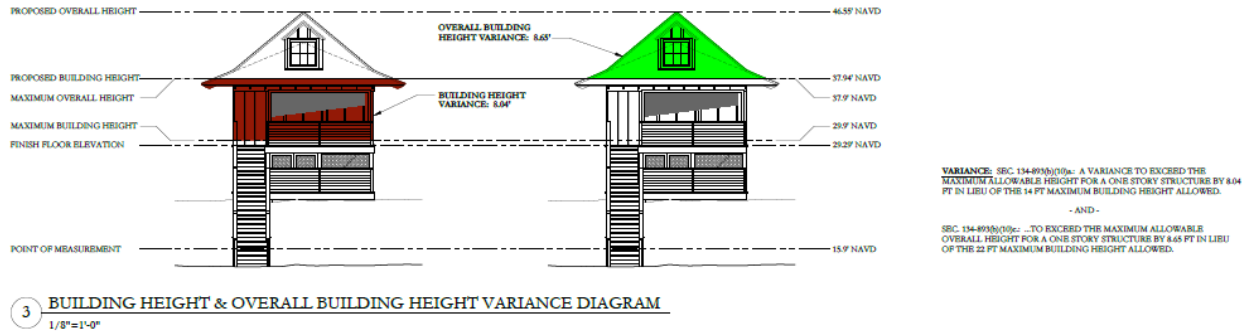 PROPOSED OVERALL HEIGHT
46.55' NAVD
OVERALL BUILDING
HEIGHT VARIANCE: 8.65'
PROPOSED BUILDING HEIGHT
37.94' NAVD
MAXIMUM OVERALL HEIGHT
37.9' NAVD
BUILDING HEIGHT
VARIANCE: 8.04'
MAXIMUM BUILDING HEIGHT
29.9' NAVD
FINISH FLOOR ELEVATION
29.29' NAVD
POINT OF MEASUREMENT
15.9' NAVD
VARIANCE: SEC. 134-893(b)(10)a.: A VARIANCE TO EXCEED THE
MAXIMUM ALLOWABLE HEIGHT FOR A ONE STORY STRUCTURE BY 8.04
FT IN LIEU OF THE 14 FT MAXIMUM BUILDING HEIGHT ALLOWED.
- AND -
SEC. 134-893(b)(10)c.: ...TO EXCEED THE MAXIMUM ALLOWABLE
OVERALL HEIGHT FOR A ONE STORY STRUCTURE BY 8.65 FT IN LIEU
OF THE 22 FT MAXIMUM BUILDING HEIGHT ALLOWED.
3 BUILDING HEIGHT & OVERALL BUILDING HEIGHT VARIANCE DIAGRAM
1/8"=1'-0"